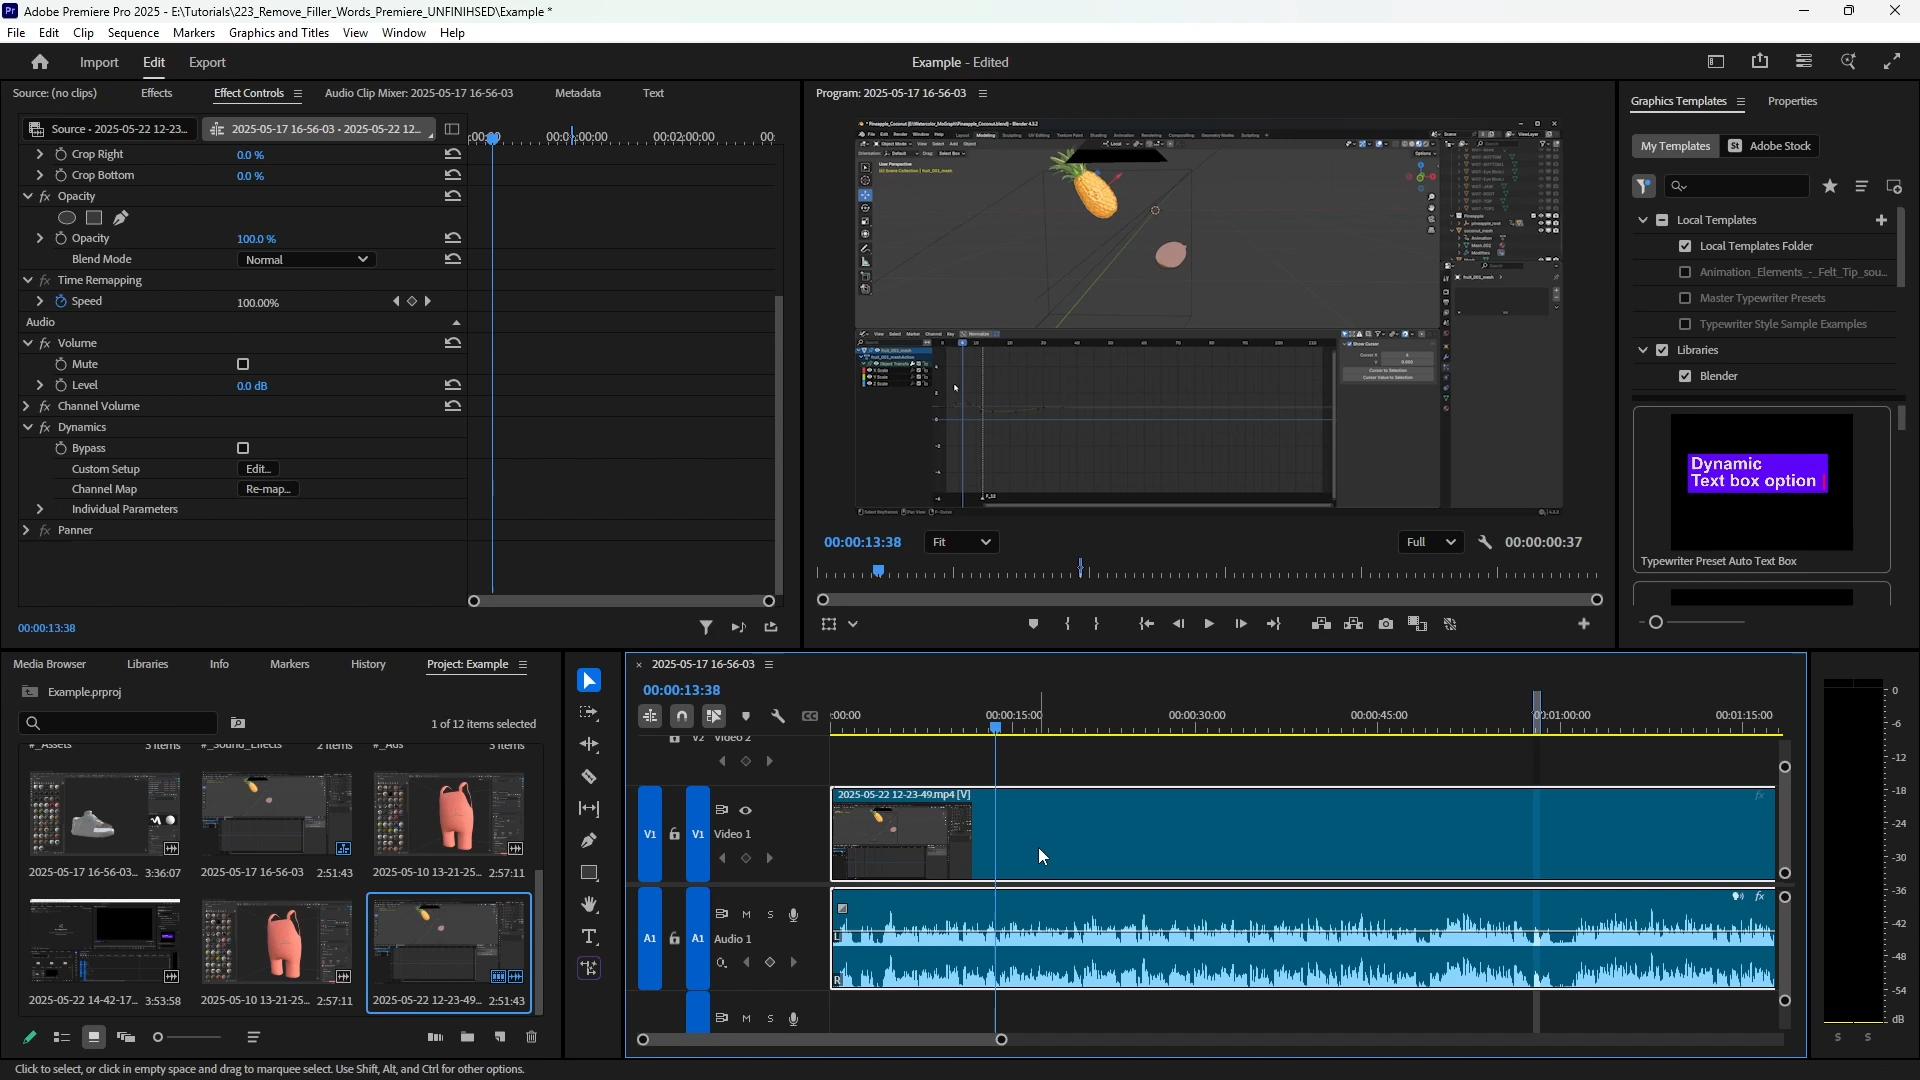 Adobe Premiere Pro 2025 - E:\Tutorials\223_Remove_Filler_Words_Premiere_UNFINIHSED\Example *
File Edit Clip Sequence Markers Graphics and Titles View Window Help
Import Edit Export
Example - Edited
Source: (no clips) Effects Effect Controls Audio Clip Mixer: 2025-05-17 16-56-03 Metadata Text
Source • 2025-05-22 12-23... 2025-05-17 16-56-03 • 2025-05-22 12...
00:01:00:00 00:02:00:00
Crop Right 0.0 %
Crop Bottom 0.0 %
fx Opacity
Opacity 100.0 %
Blend Mode Normal
fx Time Remapping
Speed 100.00%
Audio
fx Volume
Mute
Level 0.0 dB
fx Channel Volume
fx Dynamics
Bypass
Custom Setup Edit...
Channel Map Re-map...
Individual Parameters
fx Panner
00:00:13:38
Program: 2025-05-17 16-56-03
00:00:13:38 Fit Full 00:00:00:37
Graphics Templates Properties
My Templates St Adobe Stock
Local Templates
Local Templates Folder
Animation_Elements_-_Felt_Tip_sou...
Master Typewriter Presets
Typewriter Style Sample Examples
Libraries
Blender
Dynamic
Text box option
Typewriter Preset Auto Text Box
Media Browser Libraries Info Markers History Project: Example
Example.prproj
1 of 12 items selected
#_Assets 3 items #_Sound_Effects 2 items #_Ads 3 items
2025-05-17 16-56-03... 3:36:07 2025-05-17 16-56-03 2:51:43 2025-05-10 13-21-25... 2:57:11
2025-05-22 14-42-17... 3:53:58 2025-05-10 13-21-25... 2:57:11 2025-05-22 12-23-49... 2:51:43
2025-05-17 16-56-03
00:00:13:38
:00:00 00:00:15:00 00:00:30:00 00:00:45:00 00:01:00:00 00:01:15:00
V2 Video 2
2025-05-22 12-23-49.mp4 [V]
V1 V1 Video 1
M S
A1 A1 Audio 1
L
R
M S
0
-6
-12
-18
-24
-30
-36
-42
-48
-54
dB
S S
Click to select, or click in empty space and drag to marquee select. Use Shift, Alt, and Ctrl for other options.